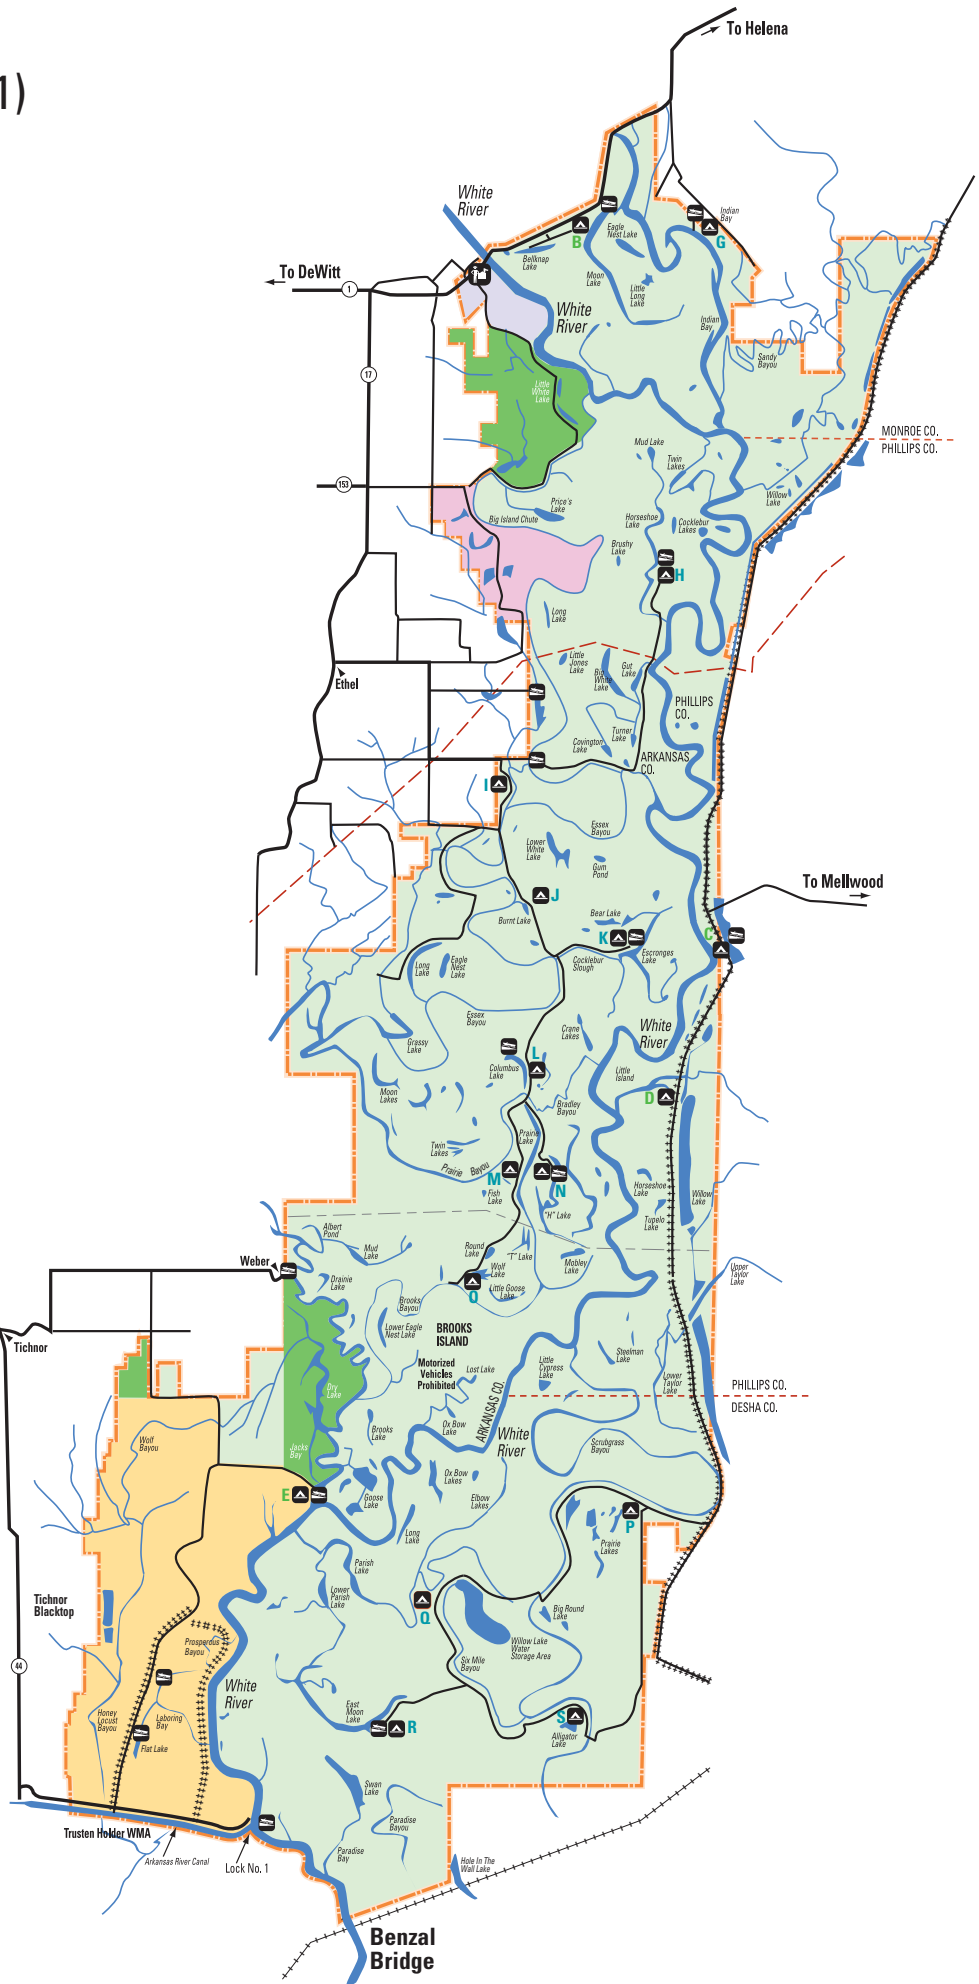 1)
To Helena
White
River
Indian
Bay
G
B
Eagle
Nest Lake
Bellknap
Lake
To DeWitt
1
Moon
Lake
Little
Long
Lake
White
River
Indian
Bay
Sandy
Bayou
17
Little
White
Lake
MONROE CO.
PHILLIPS CO.
Mud Lake
Twin
Lakes
153
Willow
Lake
Price's
Lake
Big Island Chute
Horseshoe
Lake
Cocklebur
Lakes
Brushy
Lake
H
Long
Lake
Little
Jones
Lake
Big
White
Lake
Gut
Lake
Ethel
PHILLIPS
CO.
Turner
Lake
Covington
Lake
ARKANSAS
CO.
I
Essex
Bayou
Lower
White
Lake
Gum
Pond
To Mellwood
J
Burnt Lake
Bear Lake
K
C
Escronges
Lake
Cocklebur
Slough
Long
Lake
Eagle
Nest
Lake
Essex
Bayou
White
River
Crane
Lakes
Grassy
Lake
L
Columbus
Lake
Little
Island
D
Moon
Lakes
Bradley
Bayou
Prairie
Lake
Twin
Lakes
Prairie Bayou
M
N
Fish
Lake
Horseshoe
Lake
Willow
Lake
"H" Lake
Tupelo
Lake
Albert
Pond
Mud
Lake
Round
Lake
"T" Lake
Weber
Wolf
Lake
Mobley
Lake
Upper
Taylor
Lake
Drainie
Lake
O
Little Goose
Lake
Brooks
Bayou
Lower Eagle
Nest Lake
BROOKS
ISLAND
Tichnor
Motorized
Vehicles
Prohibited
Lost Lake
Little
Cypress
Lake
Steelman
Lake
Lower
Taylor
Lake
PHILLIPS CO.
DESHA CO.
Dry
Lake
ARKANSAS CO.
Brooks
Lake
Ox Bow
Lake
White
River
Wolf
Bayou
Jacks
Bay
Scrubgrass
Bayou
Ox Bow
Lakes
E
Goose
Lake
Elbow
Lakes
P
Long
Lake
Prairie
Lakes
Parish
Lake
Lower
Parish
Lake
Tichnor
Blacktop
Q
Big Round
Lake
Prosperous
Bayou
Willow Lake
Water
Storage Area
Six Mile
Bayou
44
White
River
Honey
Locust
Bayou
Laboring
Bay
East
Moon
Lake
R
S
Alligator
Lake
Flat Lake
Swan
Lake
Trusten Holder WMA
Paradise
Bayou
Arkansas River Canal
Lock No. 1
Paradise
Bay
Hole In The
Wall Lake
Benzal
Bridge